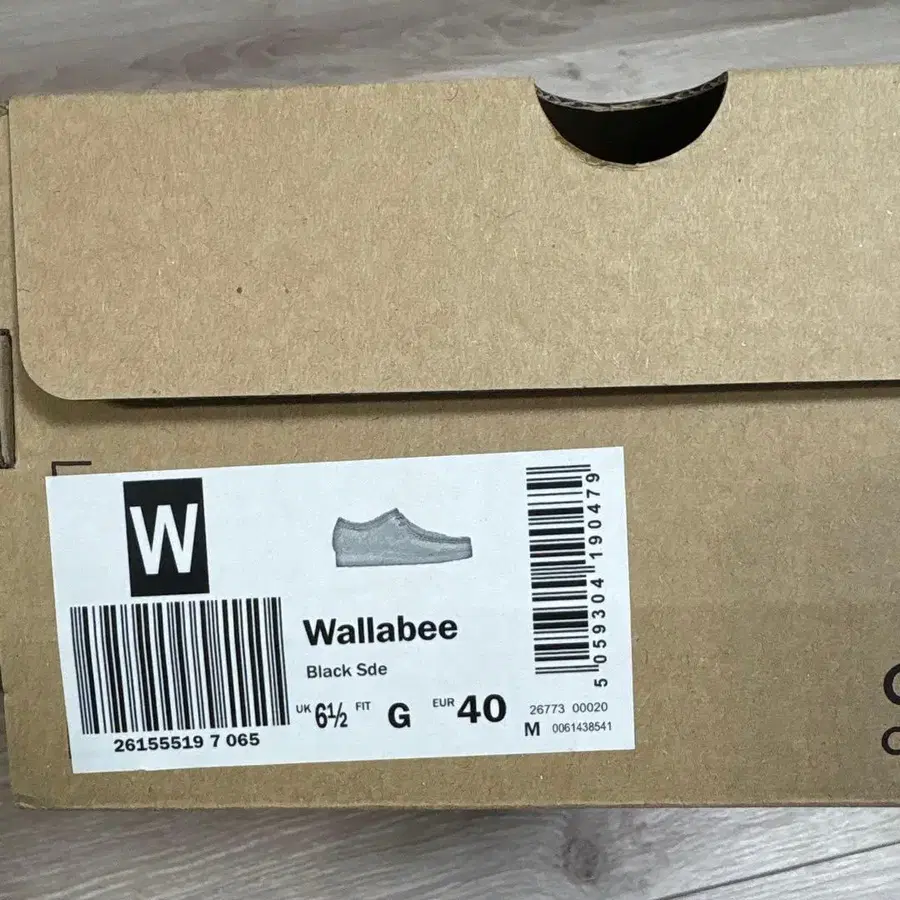 W
Wallabee
Black Sde
UK 6½ FIT G EUR 40
26155519 7 065
5 059304 190479
26773 00020
M 0061438541